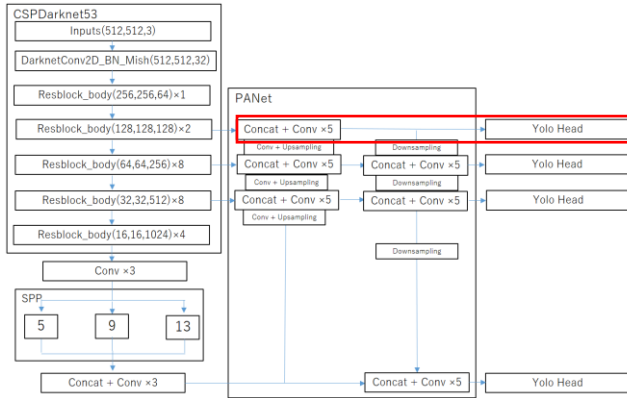 CSPDarknet53
Inputs(512,512,3)
DarknetConv2D_BN_Mish(512,512,32)
Resblock_body(256,256,64)×1
PANet
Resblock_body(128,128,128)×2
Concat + Conv ×5
Yolo Head
Conv + Upsampling
Downsampling
Resblock_body(64,64,256)×8
Concat + Conv ×5
Concat + Conv ×5
Yolo Head
Conv + Upsampling
Downsampling
Resblock_body(32,32,512)×8
Concat + Conv ×5
Concat + Conv ×5
Yolo Head
Conv + Upsampling
Resblock_body(16,16,1024)×4
Downsampling
Conv ×3
SPP
5
9
13
Concat + Conv ×3
Concat + Conv ×5
Yolo Head